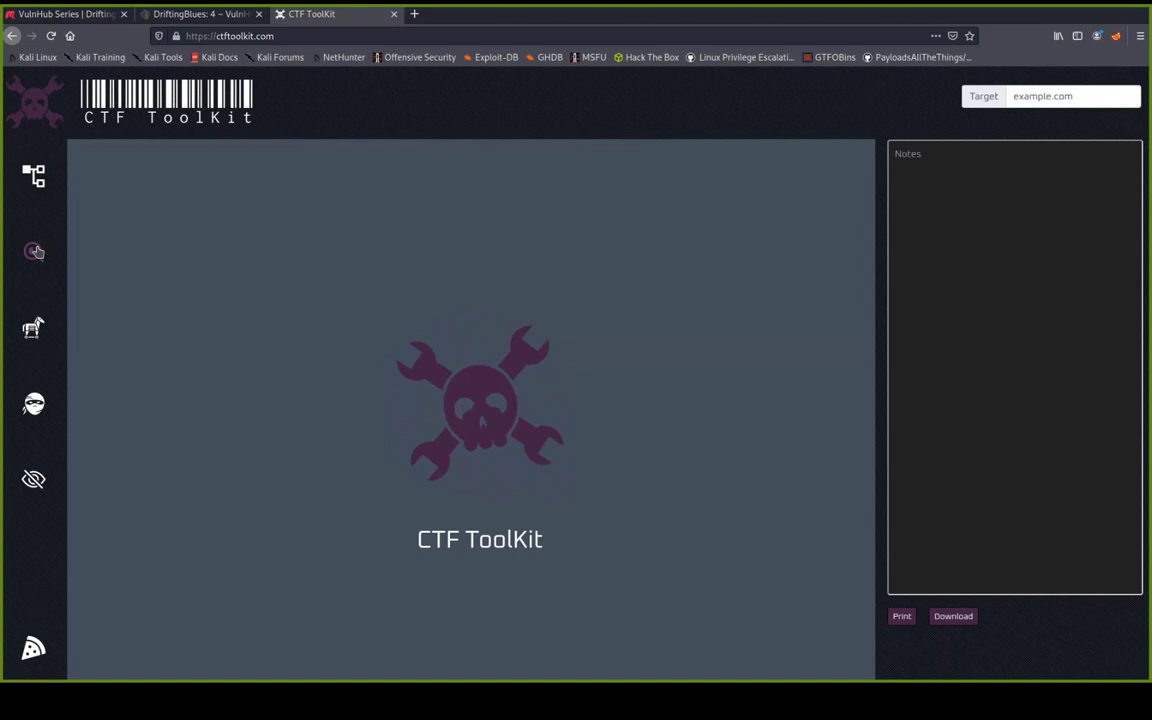 VulnHub Series | Drifting
DriftingBlues: 4 ~ VulnH
CTF ToolKit
https://ctftoolkit.com
Kali Linux
Kali Training
Kali Tools
Kali Docs
Kali Forums
NetHunter
Offensive Security
Exploit-DB
GHDB
MSFU
Hack The Box
Linux Privilege Escalati...
GTFOBins
PayloadsAllTheThings/...
CTF ToolKit
Target
example.com
Notes
CTF ToolKit
Print
Download